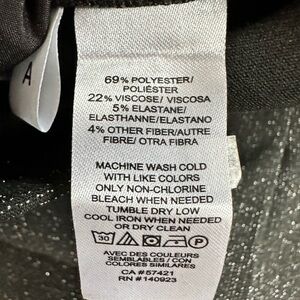 A
69% POLYESTER/
POLIÉSTER
22% VISCOSE/ VISCOSA
5% ELASTANE/
ELASTHANNE/ELASTANO
4% OTHER FIBER/AUTRE
FIBRE/ OTRA FIBRA
MACHINE WASH COLD
WITH LIKE COLORS
ONLY NON-CHLORINE
BLEACH WHEN NEEDED
TUMBLE DRY LOW
COOL IRON WHEN NEEDED
OR DRY CLEAN
30 P
AVEC DES COULEURS
SEMBLABLES / CON
COLORES SIMILARES
CA #57421
RN #140923